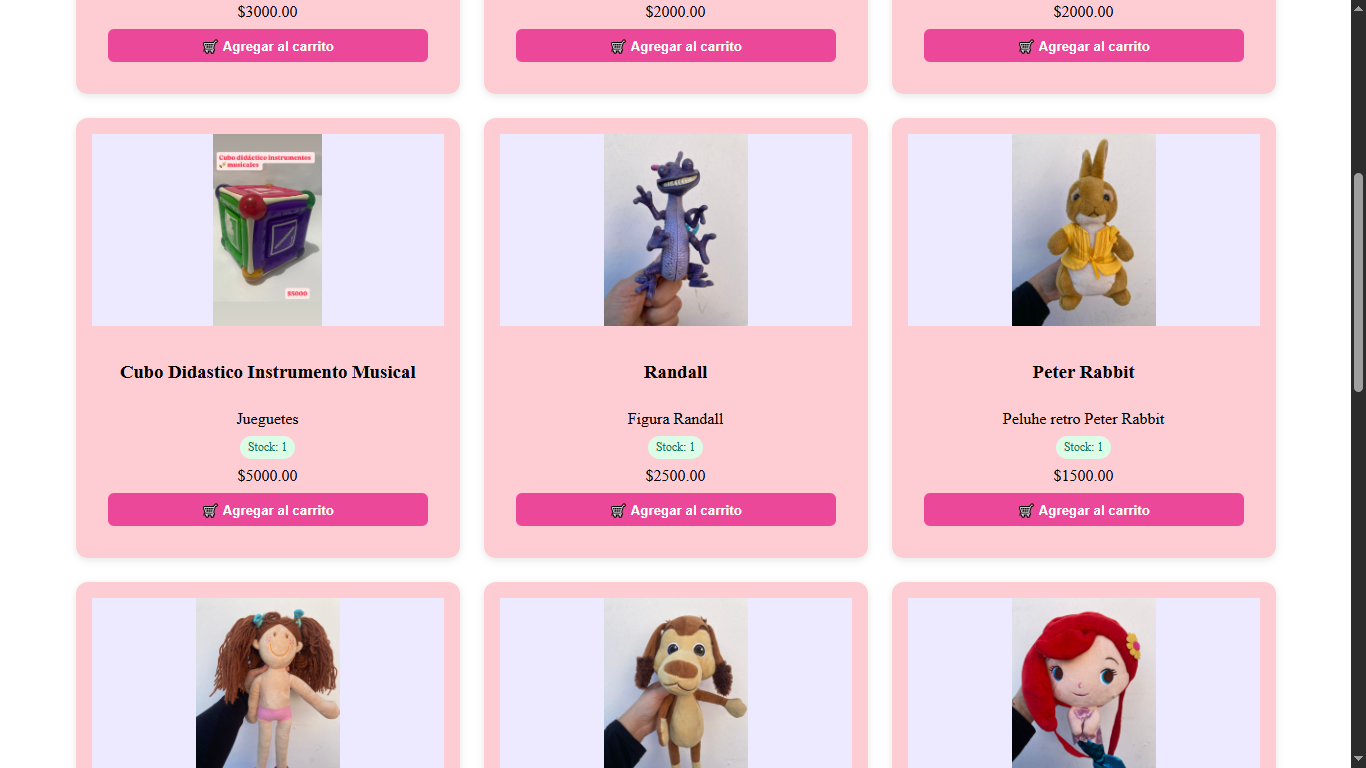 $3000.00
$2000.00
$2000.00
🛒 Agregar al carrito
🛒 Agregar al carrito
🛒 Agregar al carrito
Cubo didáctico instrumentos
musicales
$5000
Cubo Didastico Instrumento Musical
Jueguetes
Stock: 1
$5000.00
🛒 Agregar al carrito
Randall
Figura Randall
Stock: 1
$2500.00
🛒 Agregar al carrito
Peter Rabbit
Peluhe retro Peter Rabbit
Stock: 1
$1500.00
🛒 Agregar al carrito